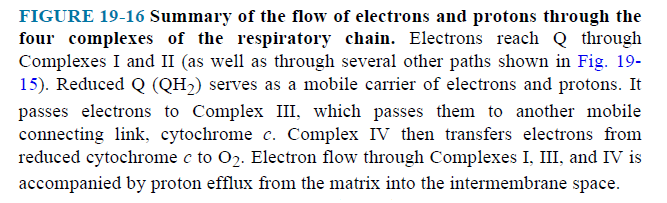 FIGURE 19-16 Summary of the flow of electrons and protons through the
four complexes of the respiratory chain. Electrons reach Q through
Complexes I and II (as well as through several other paths shown in Fig. 19-
15). Reduced Q (QH₂) serves as a mobile carrier of electrons and protons. It
passes electrons to Complex III, which passes them to another mobile
connecting link, cytochrome c. Complex IV then transfers electrons from
reduced cytochrome c to O₂. Electron flow through Complexes I, III, and IV is
accompanied by proton efflux from the matrix into the intermembrane space.